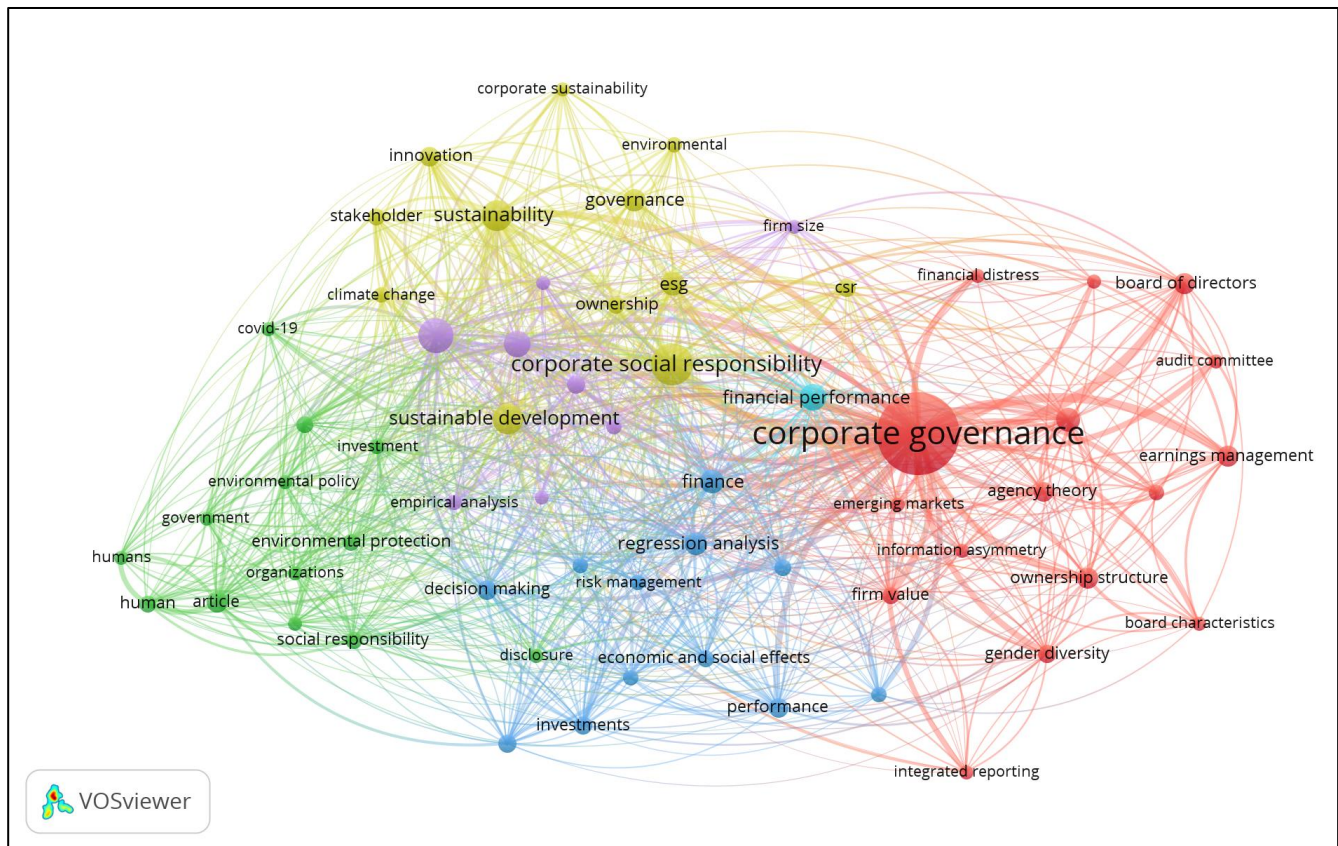 corporate sustainability
environmental
innovation
governance
stakeholder
sustainability
firm size
financial distress
board of directors
esg
csr
climate change
ownership
covid-19
audit committee
corporate social responsibility
financial performance
sustainable development
corporate governance
investment
earnings management
environmental policy
finance
agency theory
empirical analysis
emerging markets
government
environmental protection
regression analysis
information asymmetry
humans
organizations
ownership structure
decision making
risk management
firm value
human
article
board characteristics
social responsibility
disclosure
economic and social effects
gender diversity
performance
investments
integrated reporting
VOSviewer